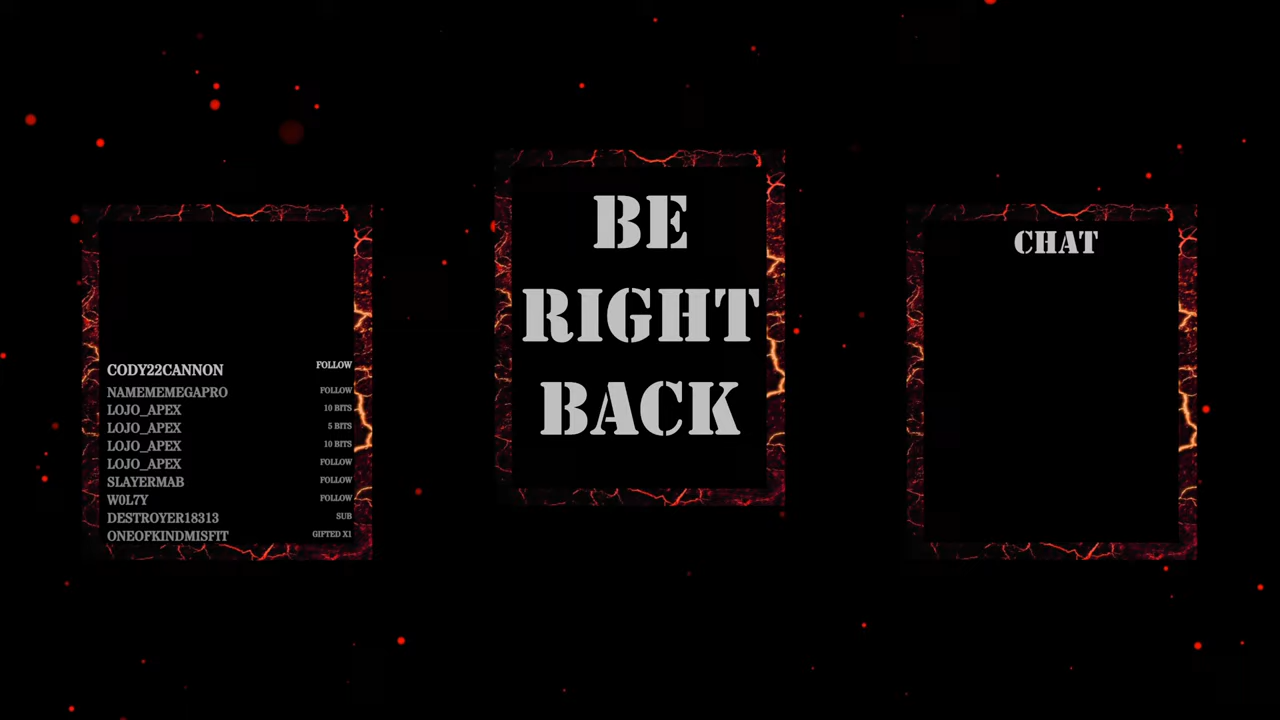 CODY22CANNON FOLLOW
NAMEMEMEGAPRO FOLLOW
LOJO_APEX 10 BITS
LOJO_APEX 5 BITS
LOJO_APEX 10 BITS
LOJO_APEX FOLLOW
SLAYERMAB FOLLOW
W0L7Y FOLLOW
DESTROYER18313 SUB
ONEOFKINDMISFIT GIFTED X1
BE
RIGHT
BACK
CHAT